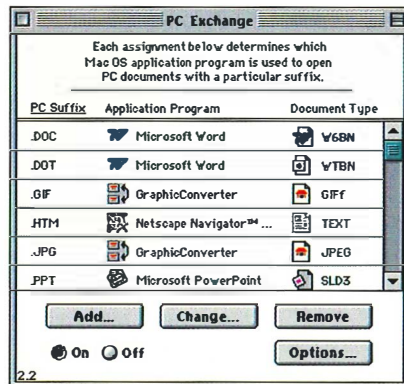 PC Exchange
Each assignment below determines which
Mac OS application program is used to open
PC documents with a particular suffix.
PC Suffix Application Program Document Type
.DOC Microsoft Word W6BN
.DOT Microsoft Word WTBN
.GIF GraphicConverter GIFf
.HTM Netscape Navigator™ ... TEXT
.JPG GraphicConverter JPEG
.PPT Microsoft PowerPoint SLD3
Add... Change... Remove
On Off Options...
2.2